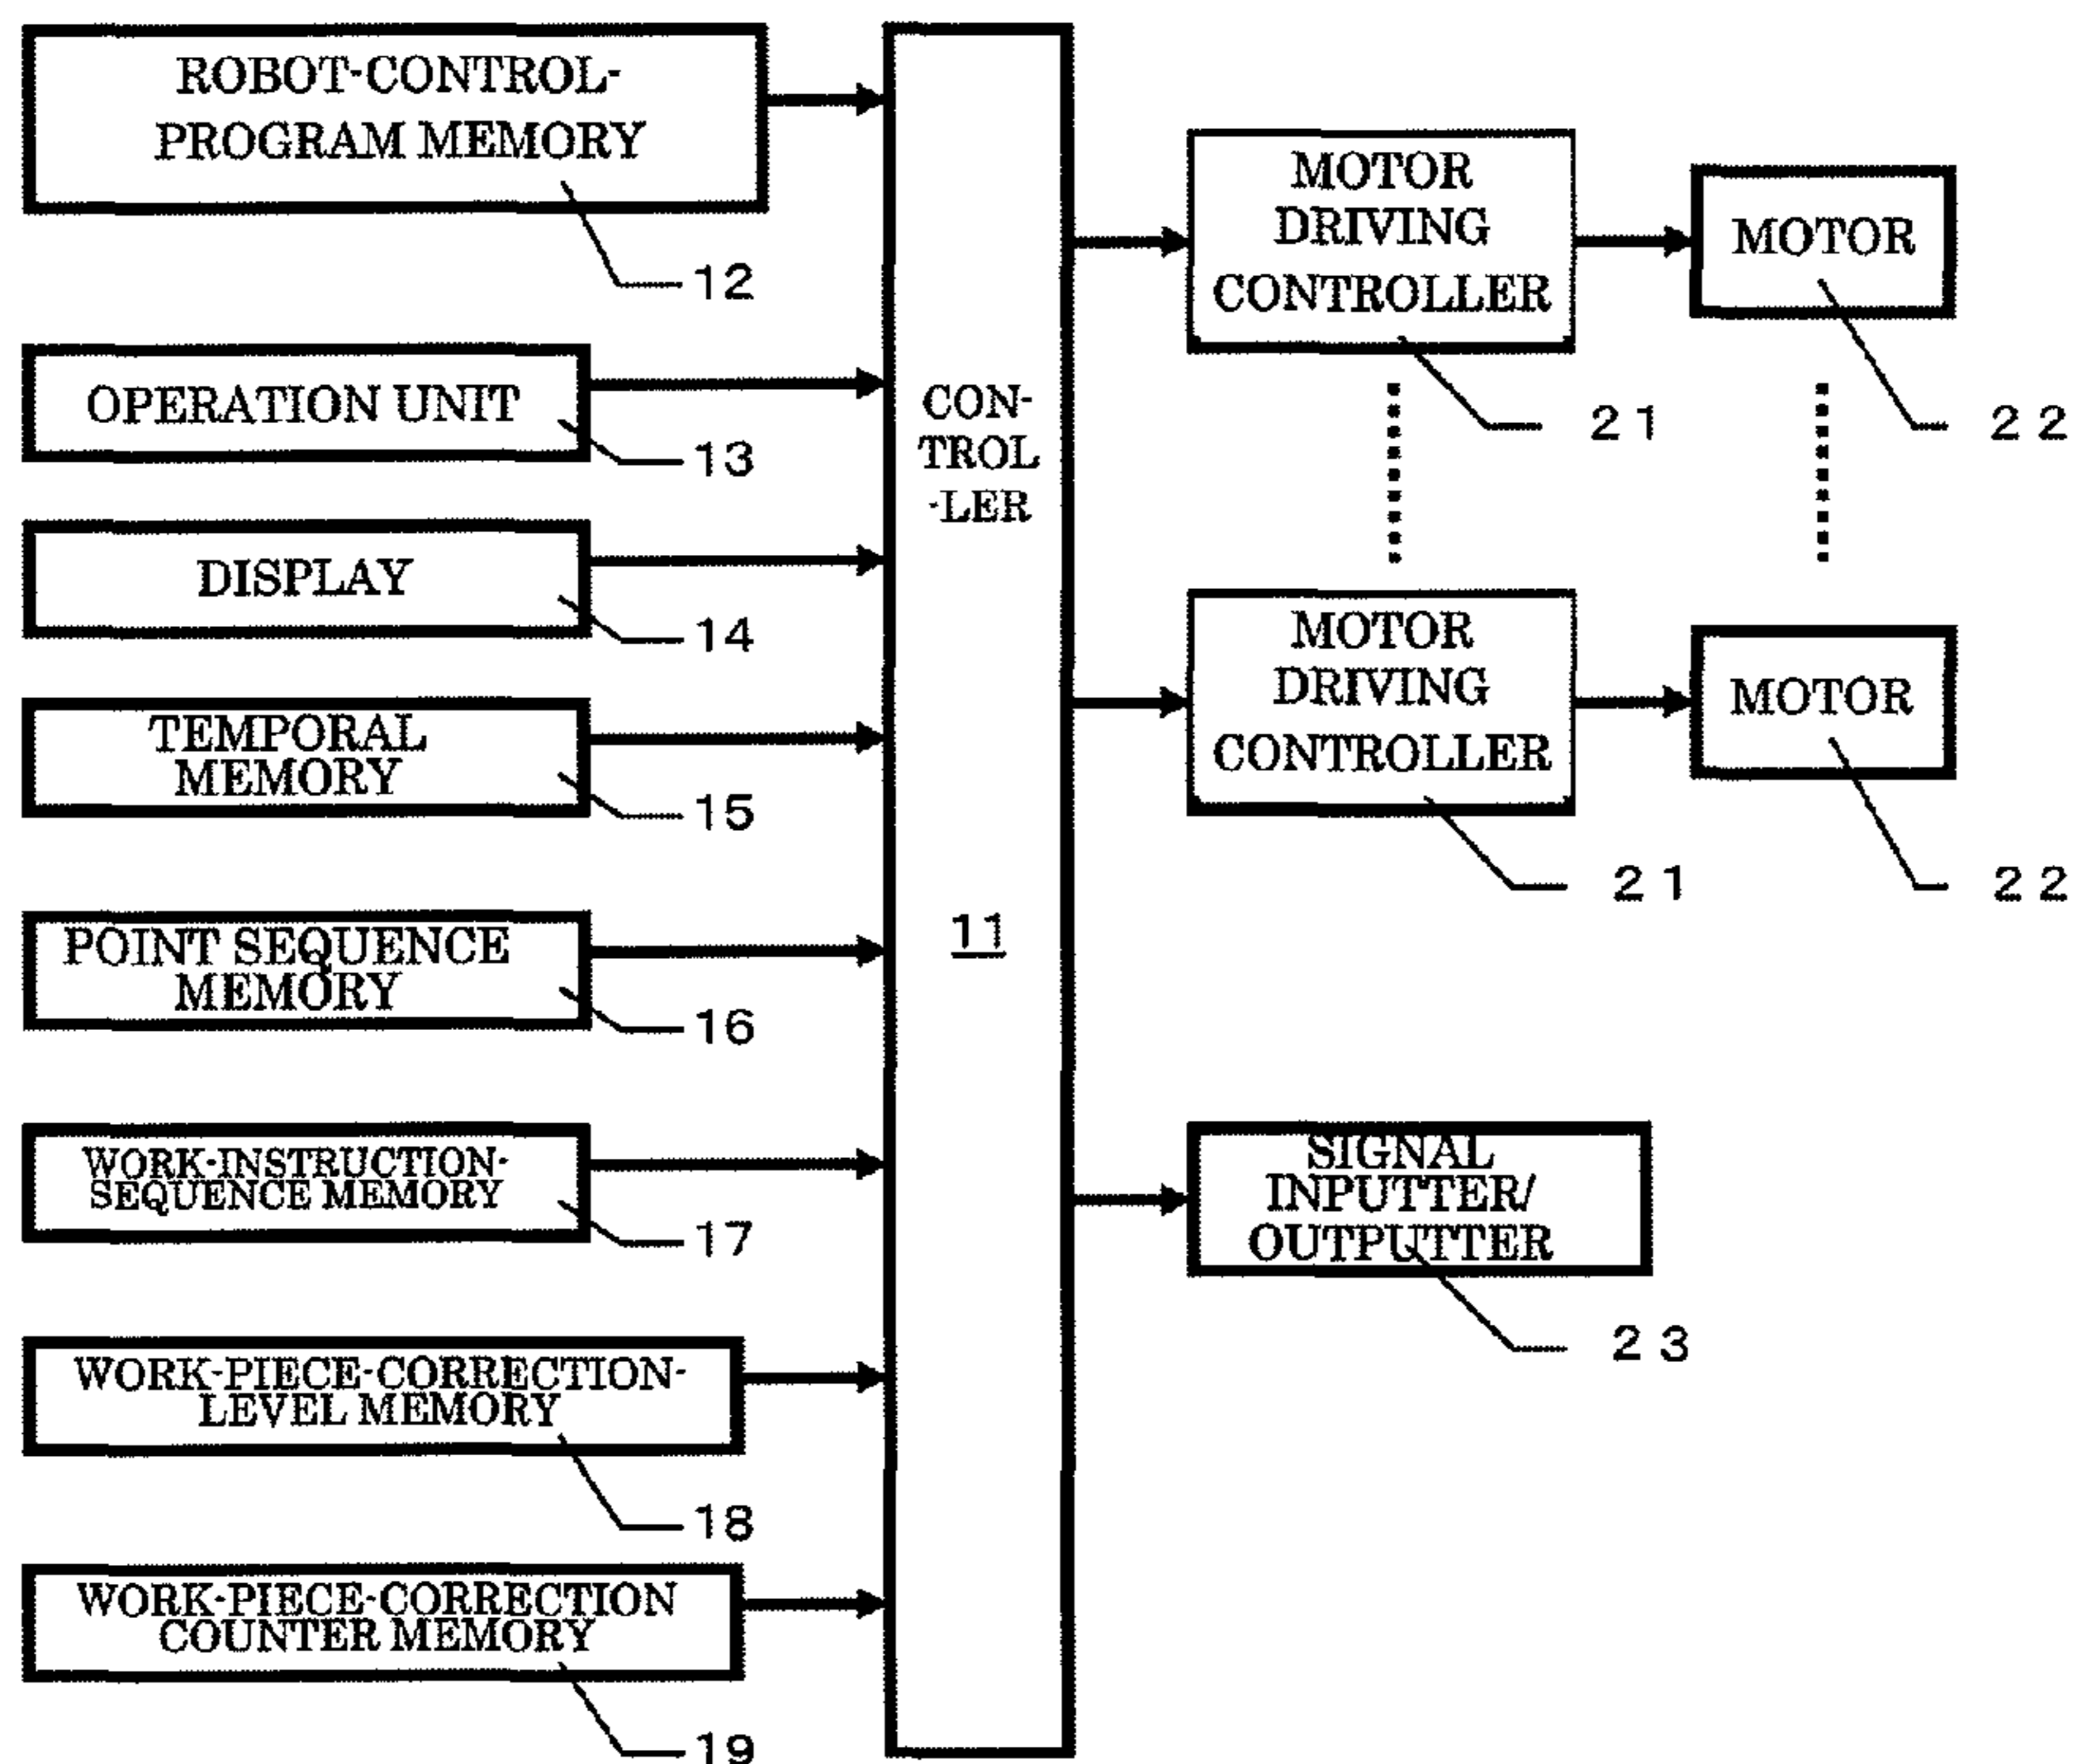 ROBOT-CONTROL-
PROGRAM MEMORY
12
OPERATION UNIT
13
DISPLAY
14
TEMPORAL
MEMORY
15
POINT SEQUENCE
MEMORY
16
WORK-INSTRUCTION-
SEQUENCE MEMORY
17
WORK-PIECE-CORRECTION-
LEVEL MEMORY
18
WORK-PIECE-CORRECTION
COUNTER MEMORY
19
CON-
TROL
-LER
11
MOTOR
DRIVING
CONTROLLER
21
MOTOR
22
MOTOR
DRIVING
CONTROLLER
21
MOTOR
22
SIGNAL
INPUTTER/
OUTPUTTER
23